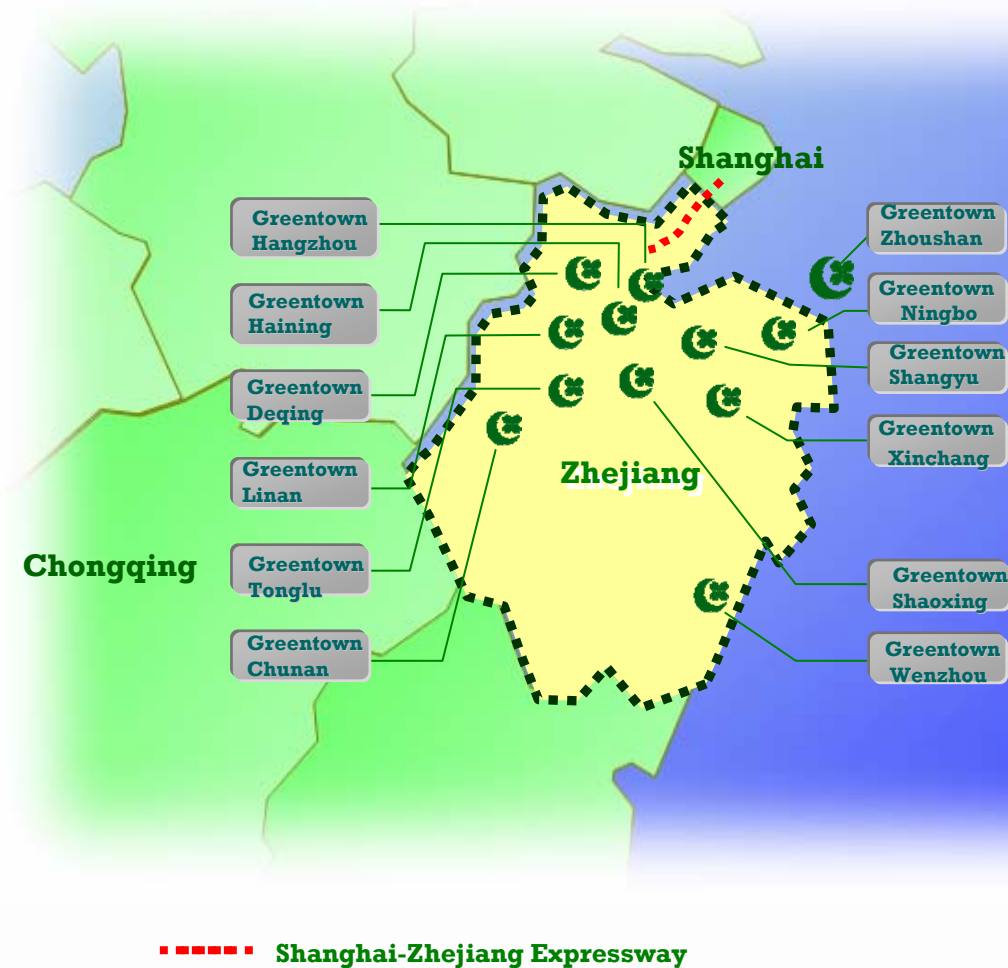 Shanghai
Greentown
Hangzhou
Greentown
Haining
Greentown
Deqing
Greentown
Linan
Greentown
Tonglu
Greentown
Chunan
Greentown
Zhoushan
Greentown
Ningbo
Greentown
Shangyu
Greentown
Xinchang
Greentown
Shaoxing
Greentown
Wenzhou
Zhejiang
Chongqing
Shanghai-Zhejiang Expressway